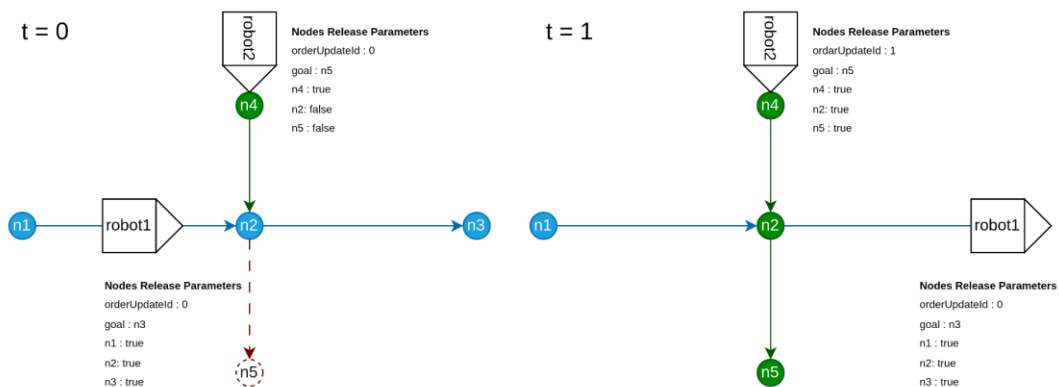 t = 0
robot2
Nodes Release Parameters
orderUpdateId : 0
goal : n5
n4 : true
n2: false
n5 : false
n4
n1
robot1
n2
n3
Nodes Release Parameters
orderUpdateId : 0
goal : n3
n1 : true
n2: true
n3 : true
n5
t = 1
robot2
Nodes Release Parameters
ordarUpdateId : 1
goal : n5
n4 : true
n2: true
n5 : true
n4
n1
n2
robot1
Nodes Release Parameters
orderUpdateId : 0
goal : n3
n1 : true
n2: true
n3 : true
n5